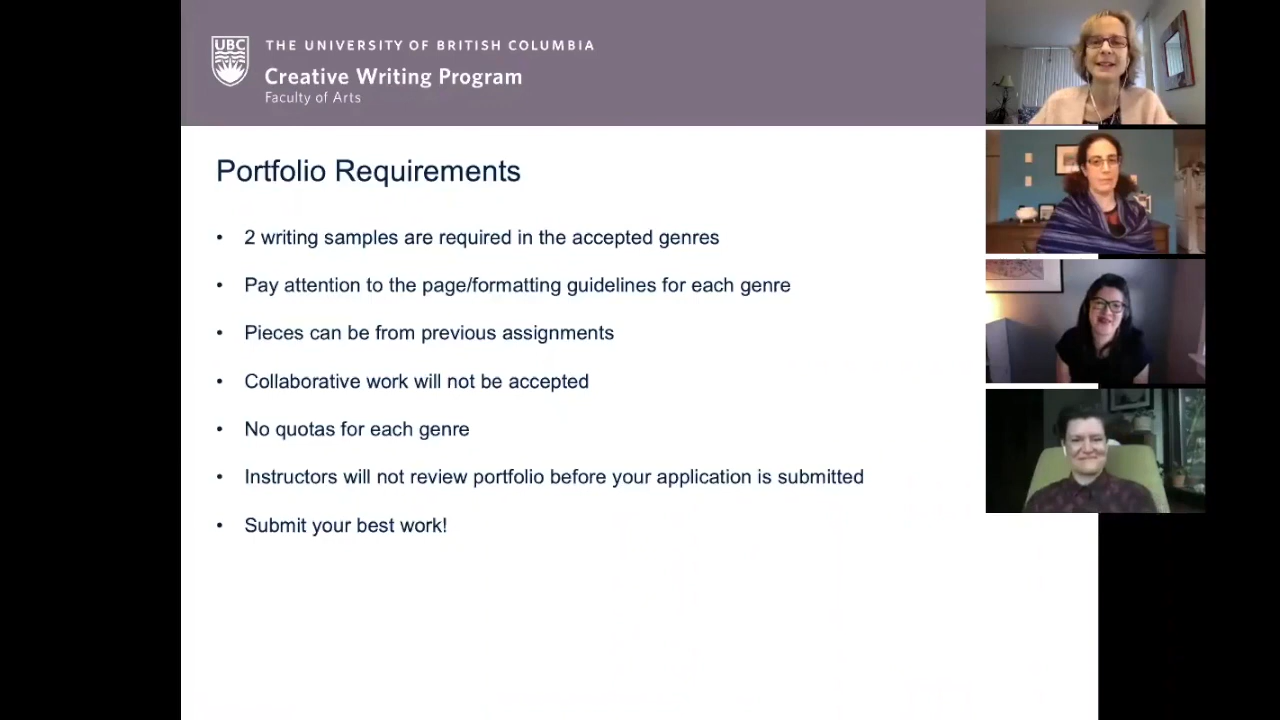 UBC
THE UNIVERSITY OF BRITISH COLUMBIA
Creative Writing Program
Faculty of Arts
Portfolio Requirements
• 2 writing samples are required in the accepted genres
• Pay attention to the page/formatting guidelines for each genre
• Pieces can be from previous assignments
• Collaborative work will not be accepted
• No quotas for each genre
• Instructors will not review portfolio before your application is submitted
• Submit your best work!